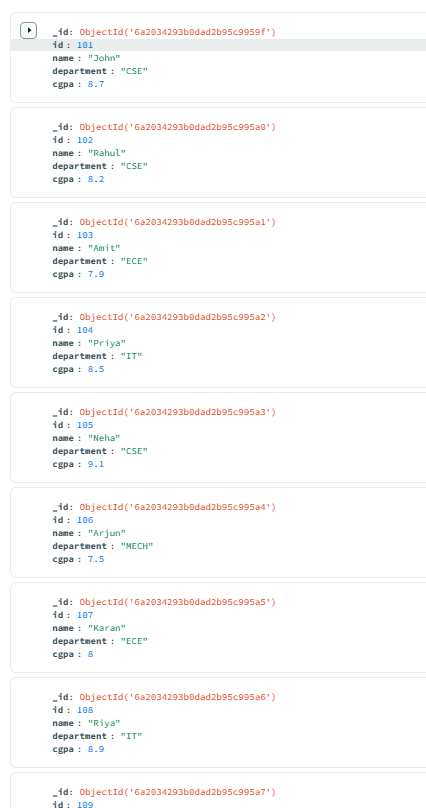 _id: ObjectId('6a2034293b0dad2b95c9959f')
id : 101
name : "John"
department : "CSE"
cgpa : 8.7
_id: ObjectId('6a2034293b0dad2b95c995a0')
id : 102
name : "Rahul"
department : "CSE"
cgpa : 8.2
_id: ObjectId('6a2034293b0dad2b95c995a1')
id : 103
name : "Amit"
department : "ECE"
cgpa : 7.9
_id: ObjectId('6a2034293b0dad2b95c995a2')
id : 104
name : "Priya"
department : "IT"
cgpa : 8.5
_id: ObjectId('6a2034293b0dad2b95c995a3')
id : 105
name : "Neha"
department : "CSE"
cgpa : 9.1
_id: ObjectId('6a2034293b0dad2b95c995a4')
id : 106
name : "Arjun"
department : "MECH"
cgpa : 7.5
_id: ObjectId('6a2034293b0dad2b95c995a5')
id : 107
name : "Karan"
department : "ECE"
cgpa : 8
_id: ObjectId('6a2034293b0dad2b95c995a6')
id : 108
name : "Riya"
department : "IT"
cgpa : 8.9
_id: ObjectId('6a2034293b0dad2b95c995a7')
id : 109